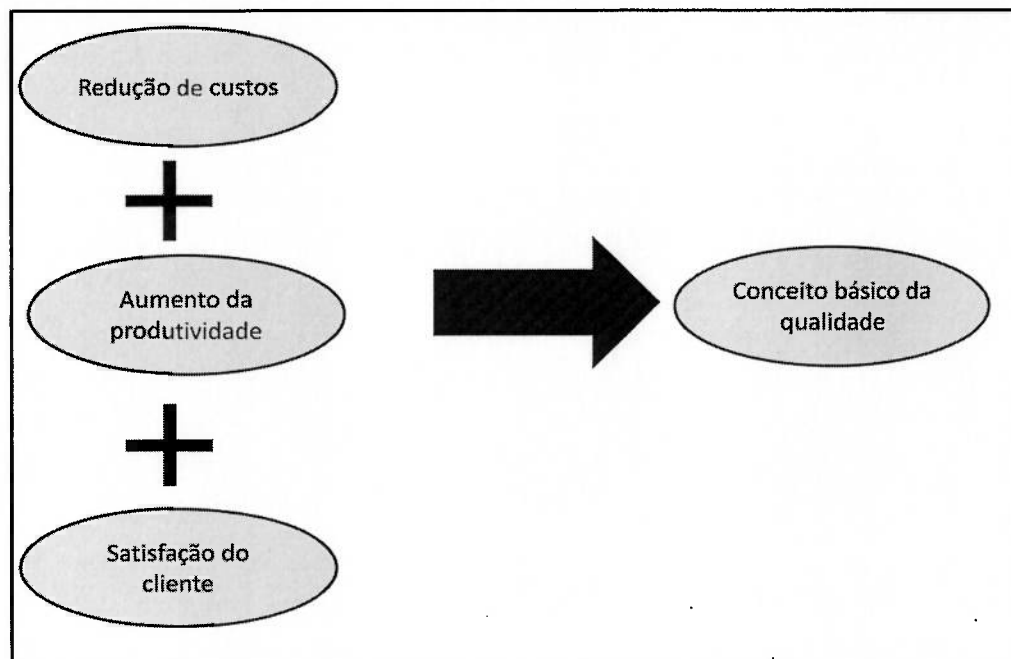 Redução de custos
Aumento da
produtividade
Conceito básico da
qualidade
Satisfação do
cliente